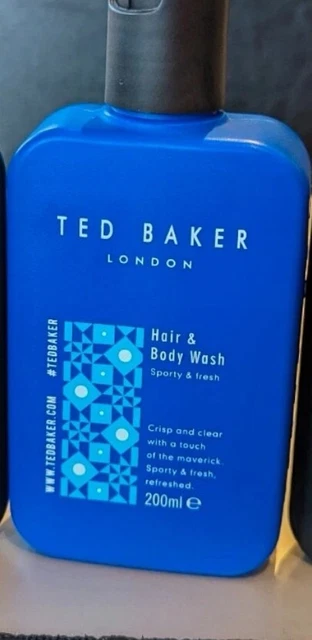 TED BAKER
LONDON
WWW.TEDBAKER.COM #TEDBAKER
Hair &
Body Wash
Sporty & fresh
Crisp and clear
with a touch
of the maverick.
Sporty & fresh,
refreshed.
200ml ℮